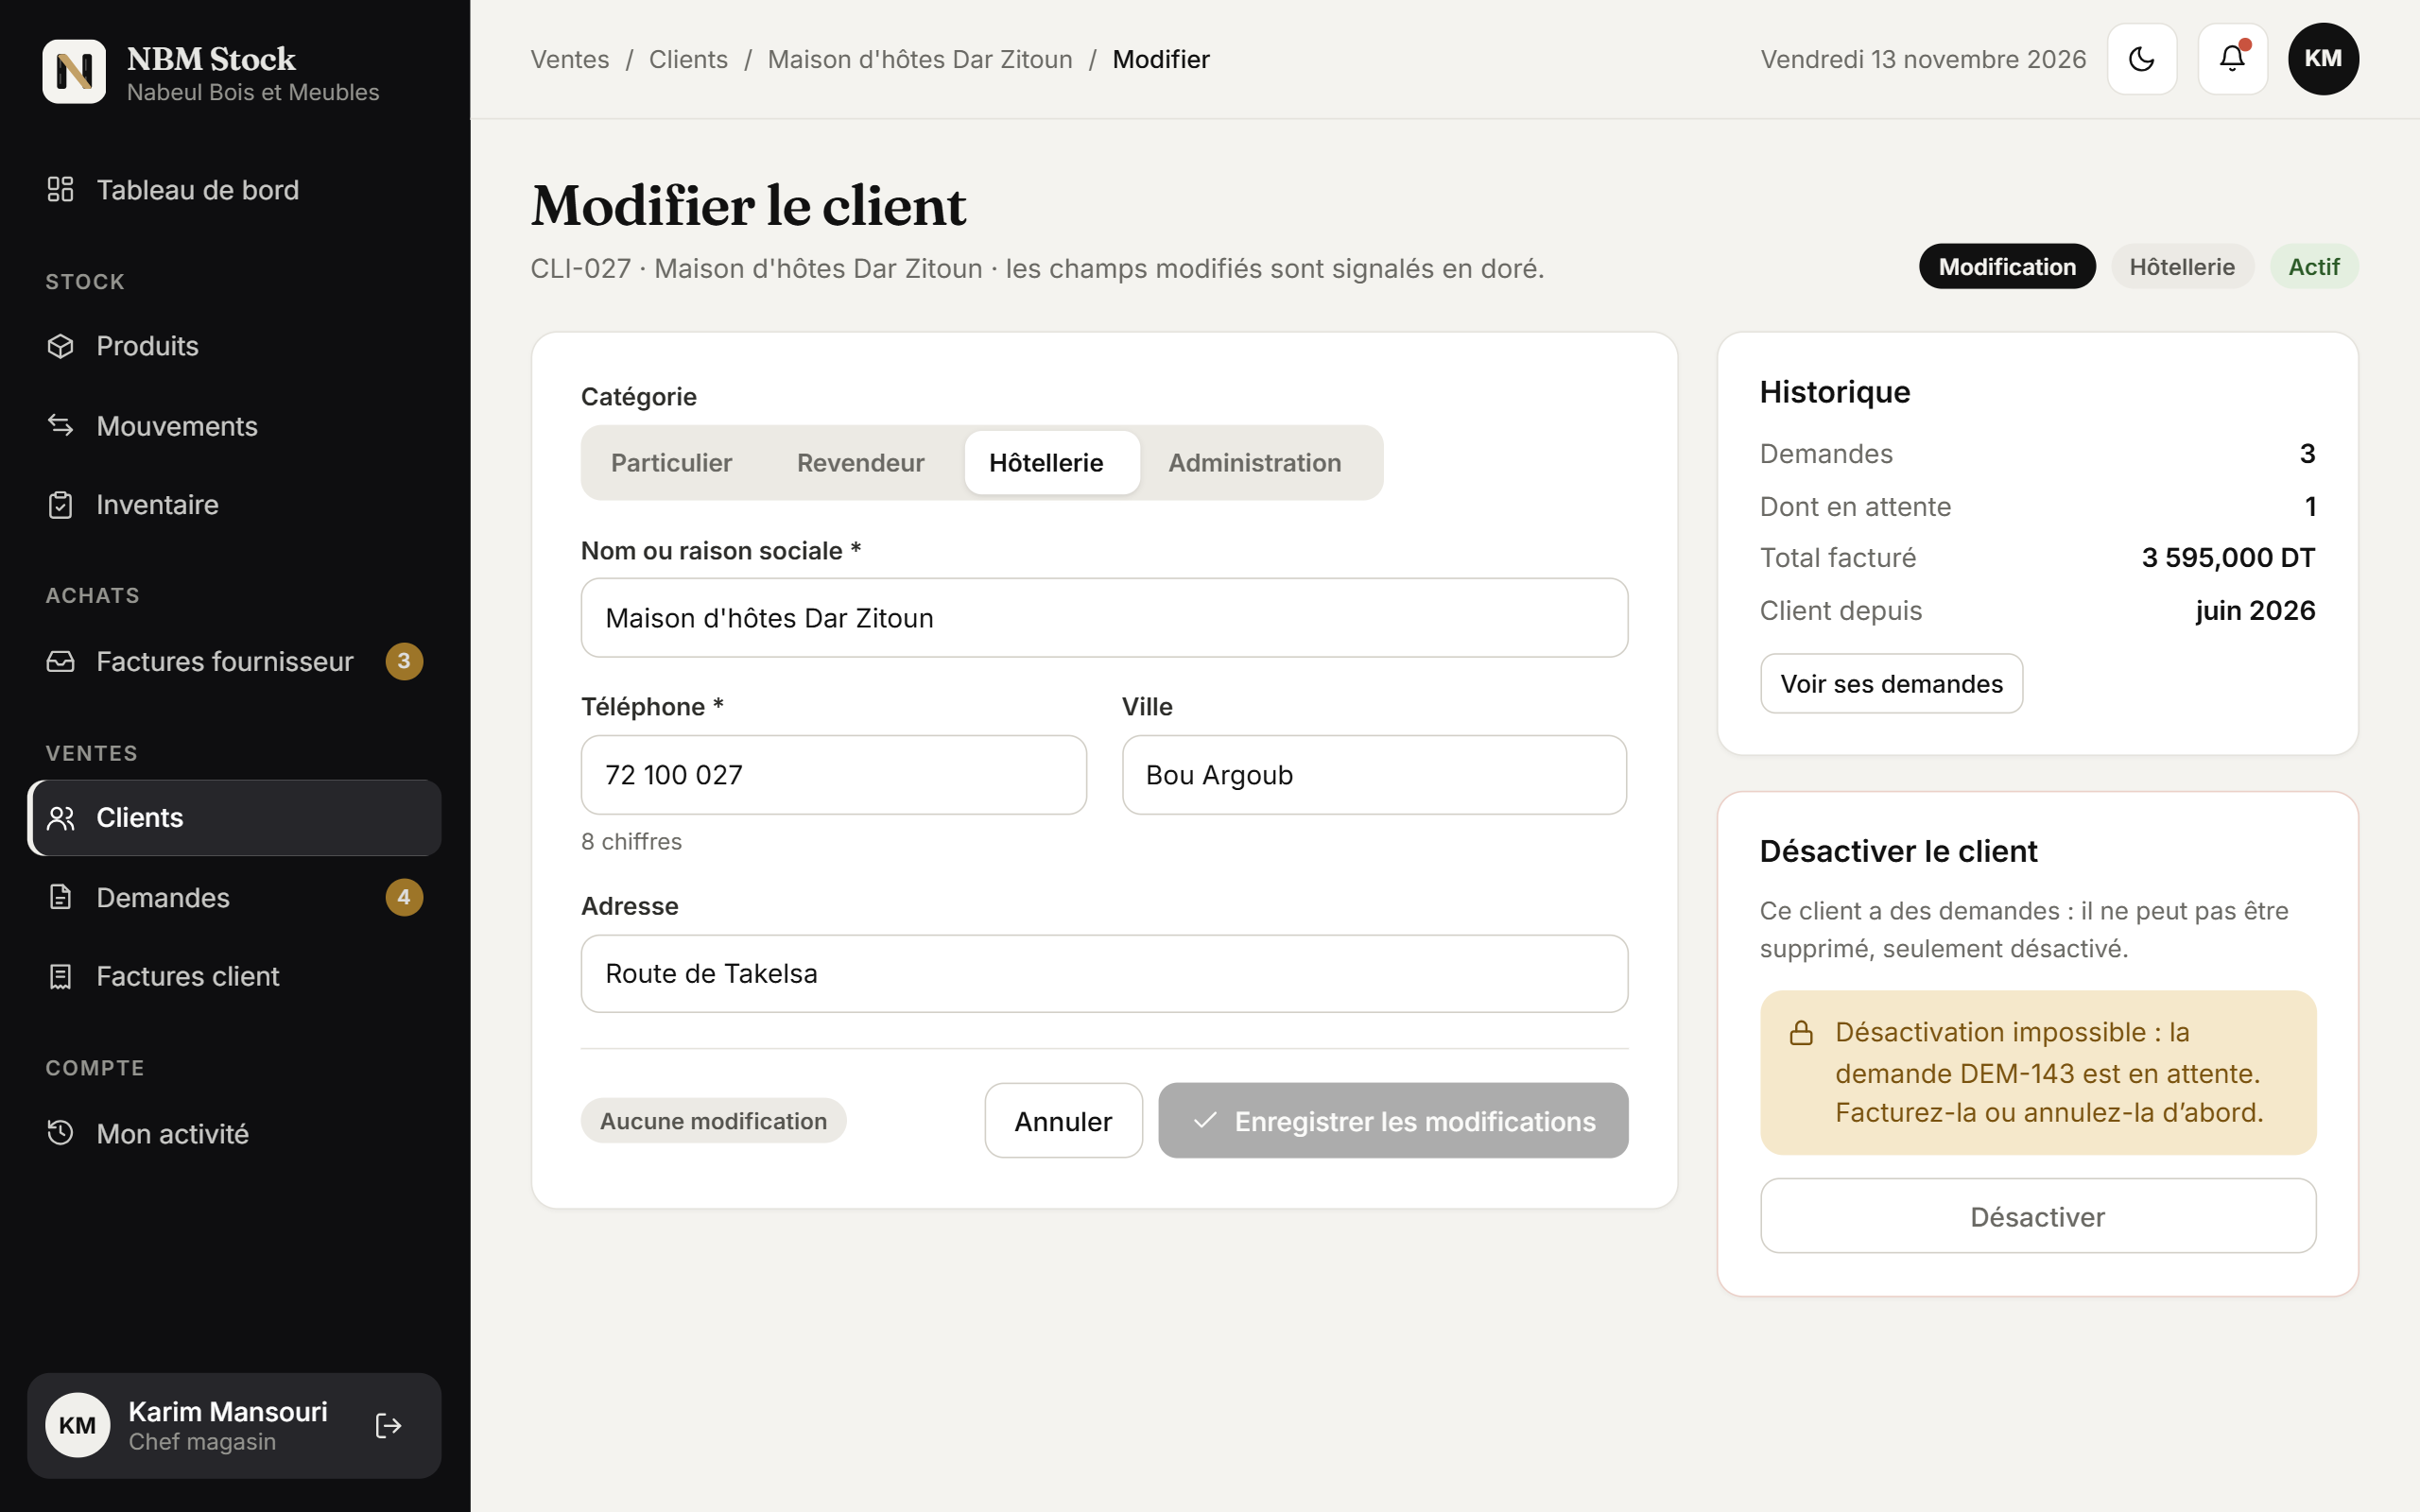 NBM Stock
Nabeul Bois et Meubles
Tableau de bord
STOCK
Produits
Mouvements
Inventaire
ACHATS
Factures fournisseur 3
VENTES
Clients
Demandes 4
Factures client
COMPTE
Mon activité
KM
Karim Mansouri
Chef magasin
Ventes / Clients / Maison d'hôtes Dar Zitoun / Modifier
Vendredi 13 novembre 2026
KM
Modifier le client
CLI-027 · Maison d'hôtes Dar Zitoun · les champs modifiés sont signalés en doré.
Modification Hôtellerie Actif
Catégorie
Particulier Revendeur Hôtellerie Administration
Nom ou raison sociale *
Maison d'hôtes Dar Zitoun
Téléphone * Ville
72 100 027 Bou Argoub
8 chiffres
Adresse
Route de Takelsa
Aucune modification Annuler Enregistrer les modifications
Historique
Demandes 3
Dont en attente 1
Total facturé 3 595,000 DT
Client depuis juin 2026
Voir ses demandes
Désactiver le client
Ce client a des demandes : il ne peut pas être
supprimé, seulement désactivé.
Désactivation impossible : la
demande DEM-143 est en attente.
Facturez-la ou annulez-la d’abord.
Désactiver